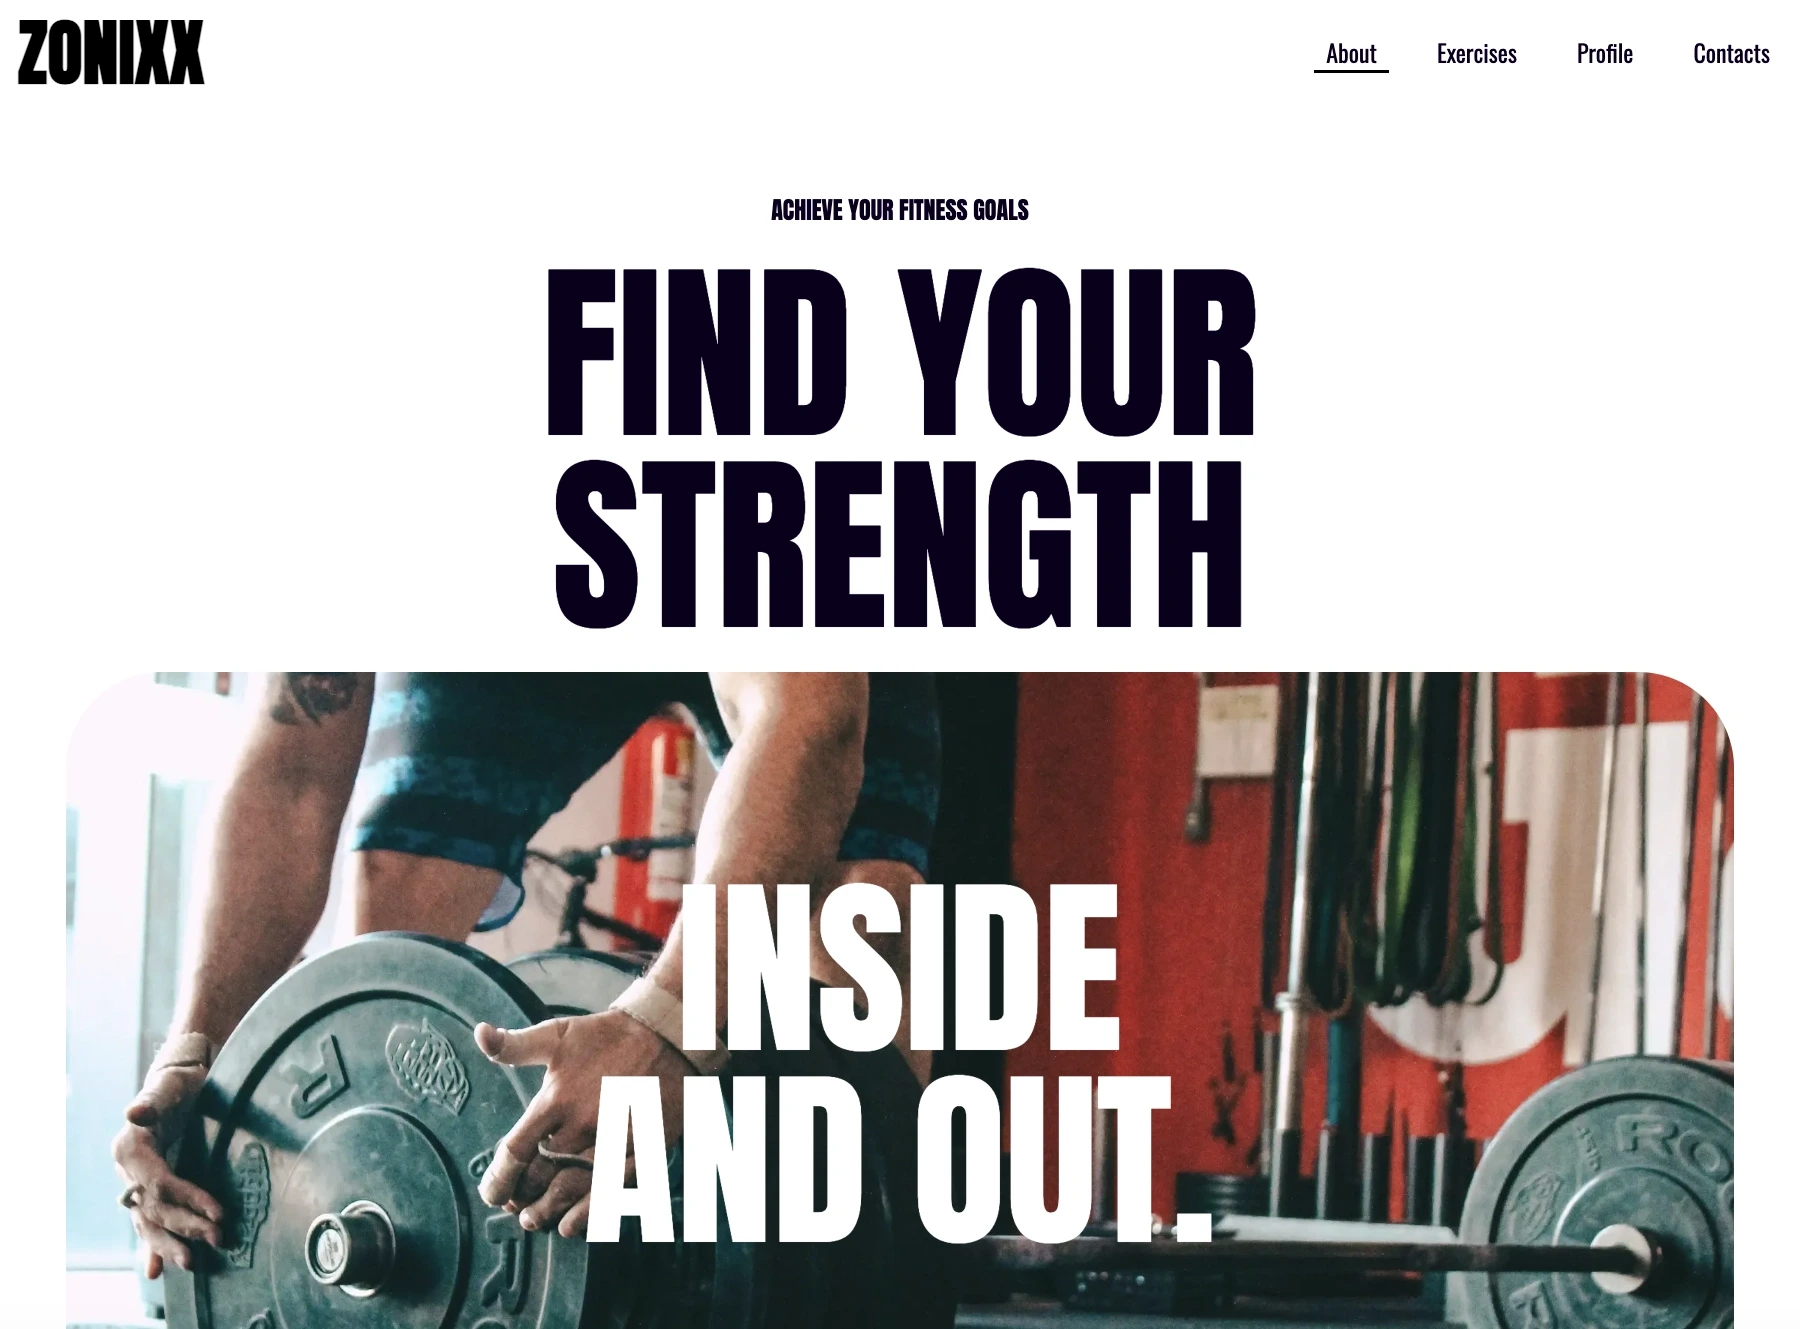 ZONIXX
About Exercises Profile Contacts
ACHIEVE YOUR FITNESS GOALS
FIND YOUR
STRENGTH
INSIDE
AND OUT.